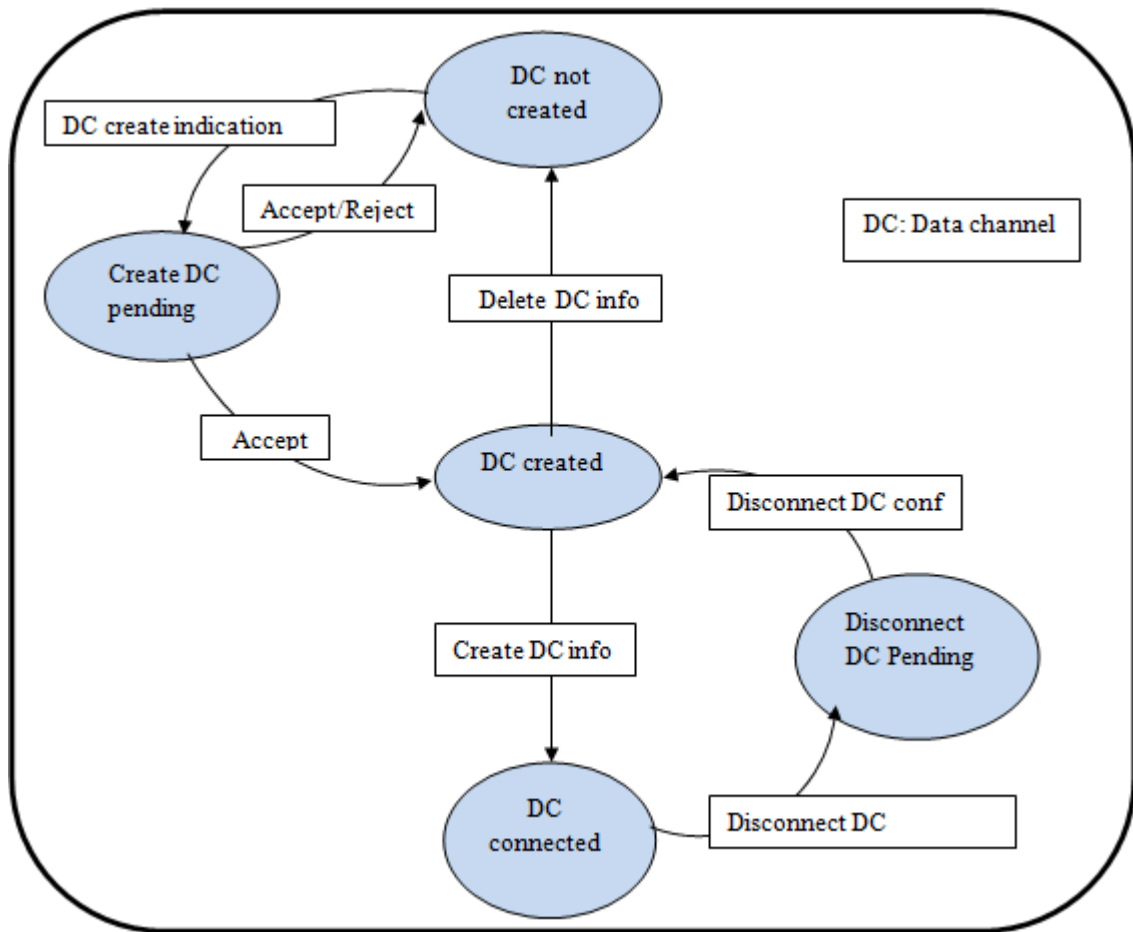 DC not
created
DC create indication
Accept/Reject
DC: Data channel
Create DC
pending
Delete DC info
Accept
DC created
Disconnect DC conf
Disconnect
DC Pending
Create DC info
DC
connected
Disconnect DC